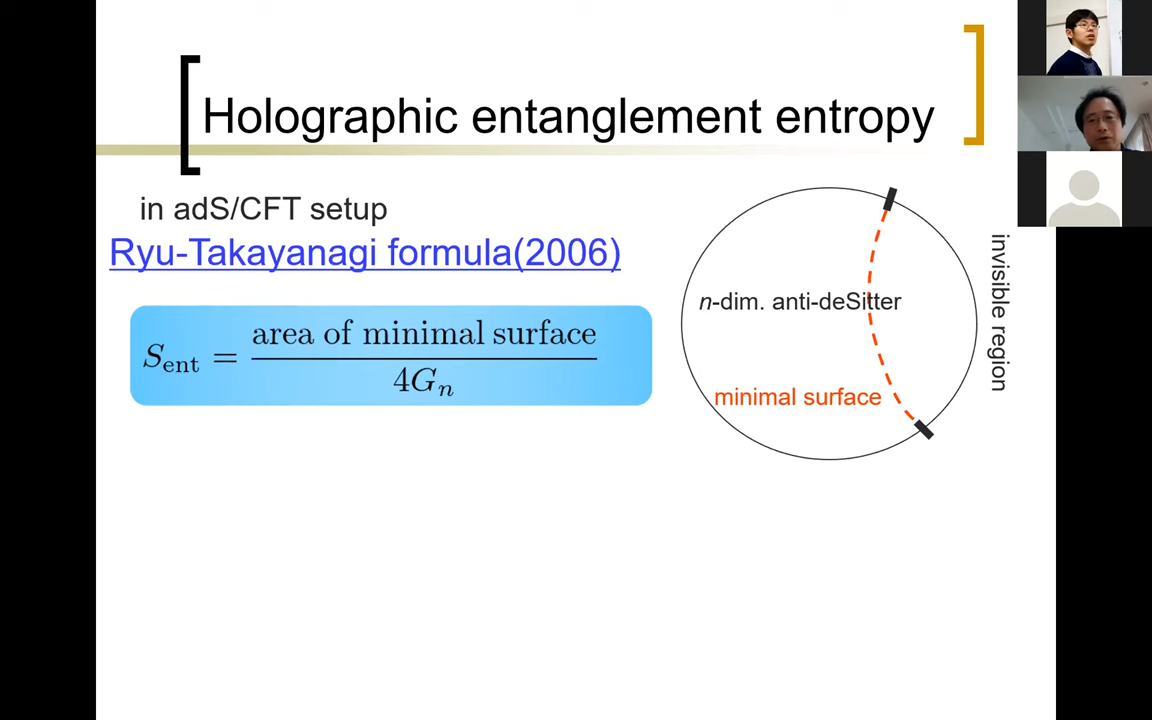 Holographic entanglement entropy
in adS/CFT setup
Ryu-Takayanagi formula(2006)
S_ent = area of minimal surface / 4G_n
n-dim. anti-deSitter
minimal surface
invisible region